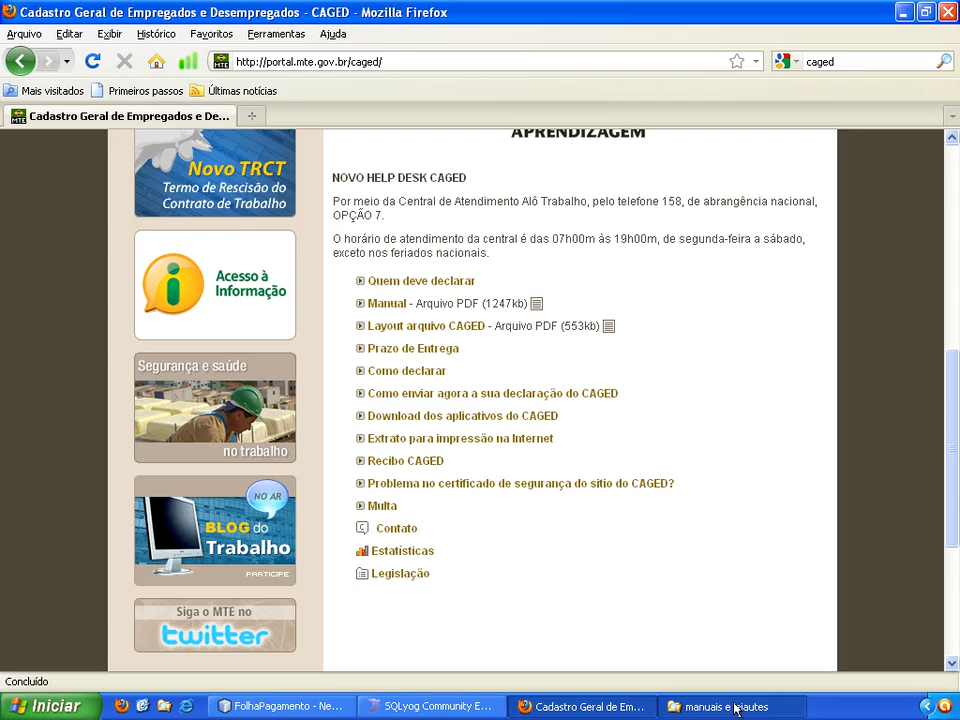 Cadastro Geral de Empregados e Desempregados - CAGED - Mozilla Firefox
Arquivo Editar Exibir Histórico Favoritos Ferramentas Ajuda
MTE http://portal.mte.gov.br/caged/ caged
Mais visitados Primeiros passos Últimas notícias
MTE Cadastro Geral de Empregados e De...
APRENDIZAGEM
Novo TRCT
Termo de Rescisão do
Contrato de Trabalho
NOVO HELP DESK CAGED
Por meio da Central de Atendimento Alô Trabalho, pelo telefone 158, de abrangência nacional,
OPÇÃO 7.
O horário de atendimento da central é das 07h00m às 19h00m, de segunda-feira a sábado,
exceto nos feriados nacionais.
Acesso à
Informação
Quem deve declarar
Manual - Arquivo PDF (1247kb)
Layout arquivo CAGED - Arquivo PDF (553kb)
Prazo de Entrega
Como declarar
Como enviar agora a sua declaração do CAGED
Download dos aplicativos do CAGED
Extrato para impressão na Internet
Recibo CAGED
Problema no certificado de segurança do sítio do CAGED?
Multa
Contato
Estatísticas
Legislação
Segurança e saúde
no trabalho
NO AR
BLOG do
Trabalho
PARTICIPE
Siga o MTE no
twitter
Concluído
Iniciar FolhaPagamento - Ne... SQLyog Community E... Cadastro Geral de Em... manuais e